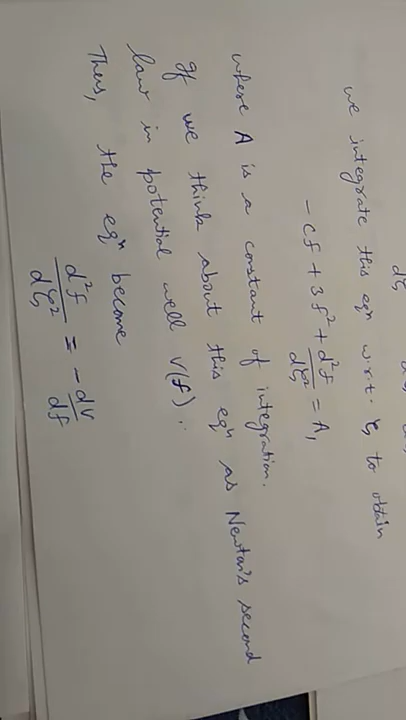 dξ
we integrate this eqⁿ w.r.t. ξ to obtain
- cf + 3f² + d²f/dξ² = A,
where A is a constant of integration.
If we think about this eqⁿ as Newton's second
law in potential well V(f) :
Thus, the eqⁿ become
d²f/dξ² = - dV/df